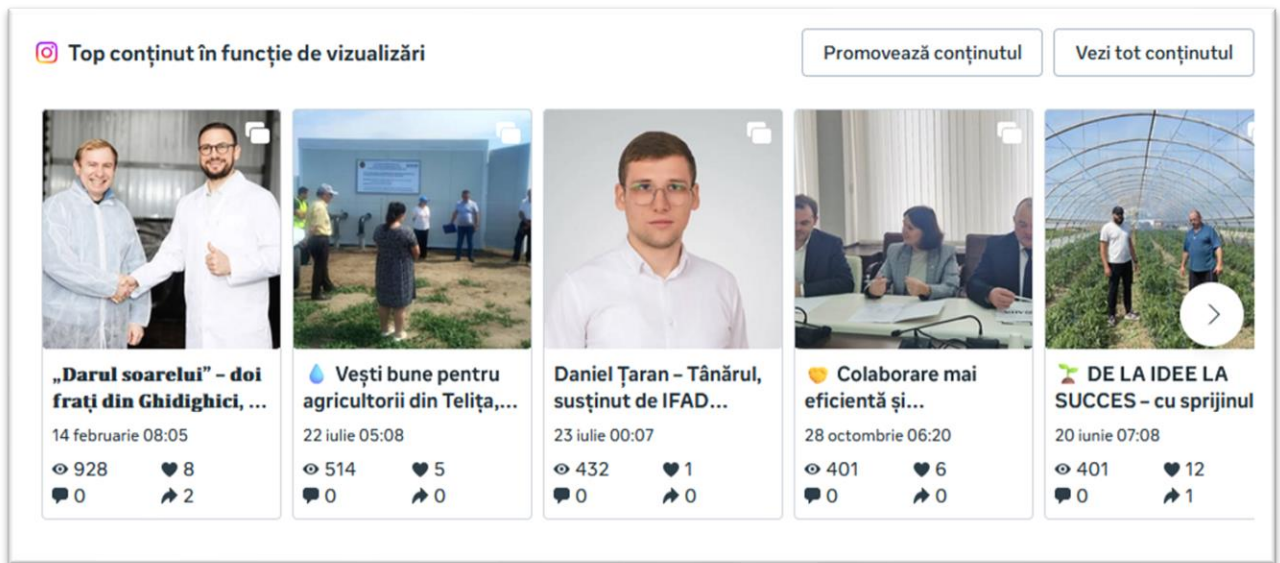 Top conținut în funcție de vizualizări
Promovează conținutul
Vezi tot conținutul
„Darul soarelui” – doi
frați din Ghidighici, ...
14 februarie 08:05
928 8
0 2
Vești bune pentru
agricultorii din Telița,...
22 iulie 05:08
514 5
0 0
Daniel Țaran – Tânărul,
susținut de IFAD...
23 iulie 00:07
432 1
0 0
Colaborare mai
eficientă și...
28 octombrie 06:20
401 6
0 0
DE LA IDEE LA
SUCCES – cu sprijinul
20 iunie 07:08
401 12
0 1